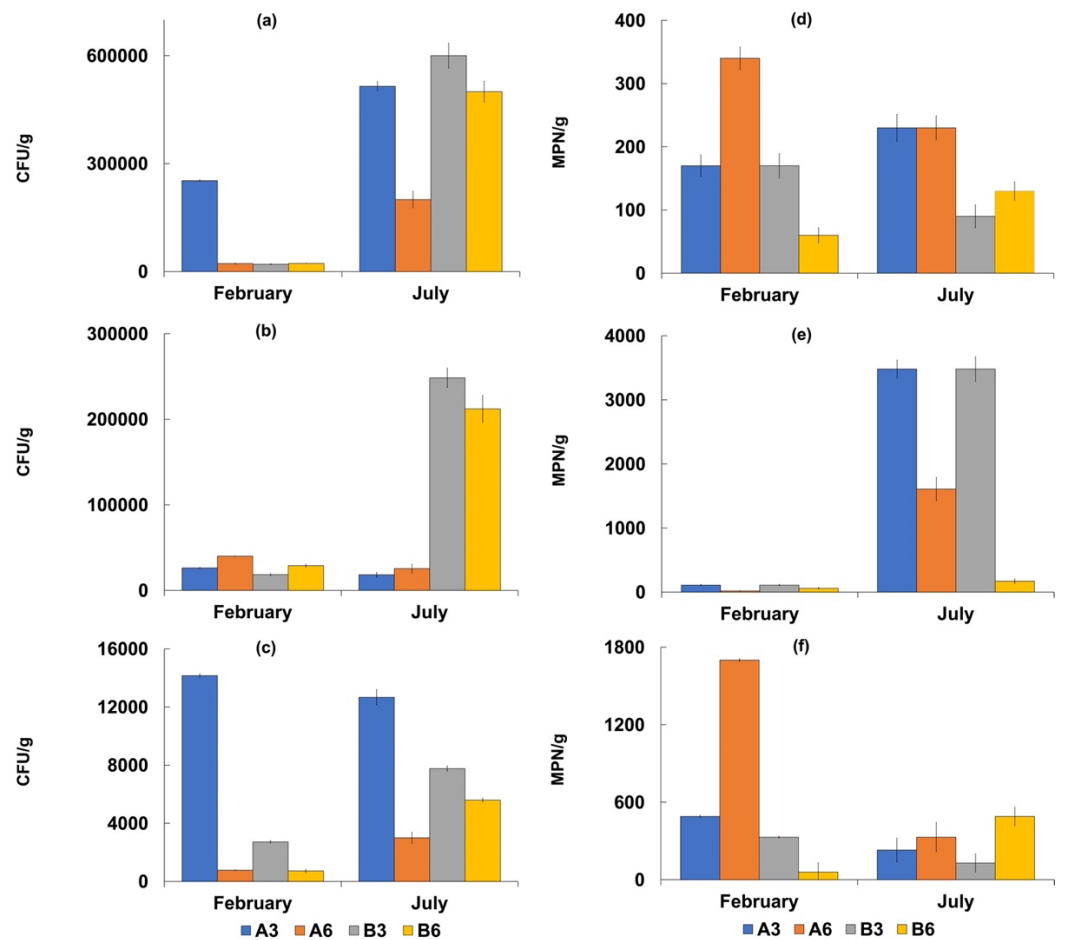 (a)
CFU/g
600000
300000
0
February July
(d)
MPN/g
400
300
200
100
0
February July
(b)
CFU/g
300000
200000
100000
0
February July
(e)
MPN/g
4000
3000
2000
1000
0
February July
(c)
CFU/g
16000
12000
8000
4000
0
February July
A3 A6 B3 B6
(f)
MPN/g
1800
1200
600
0
February July
A3 A6 B3 B6